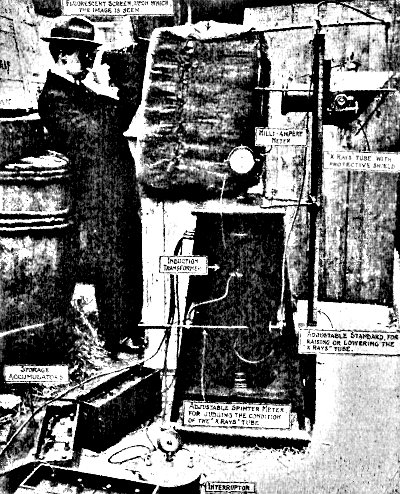 FLUORESCENT SCREEN, UPON WHICH
THE IMAGE IS SEEN
MILLI-AMPERE
METER
X RAYS TUBE WITH
PROTECTIVE SHIELD
INDUCTION
TRANSFORMER
ADJUSTABLE STANDARD, FOR
RAISING OR LOWERING THE
"X RAYS" TUBE.
STORAGE
ACCUMULATORS
ADJUSTABLE SPINTER METER
FOR JUDGING THE CONDITION
OF THE "X RAYS" TUBE
INTERRUPTOR